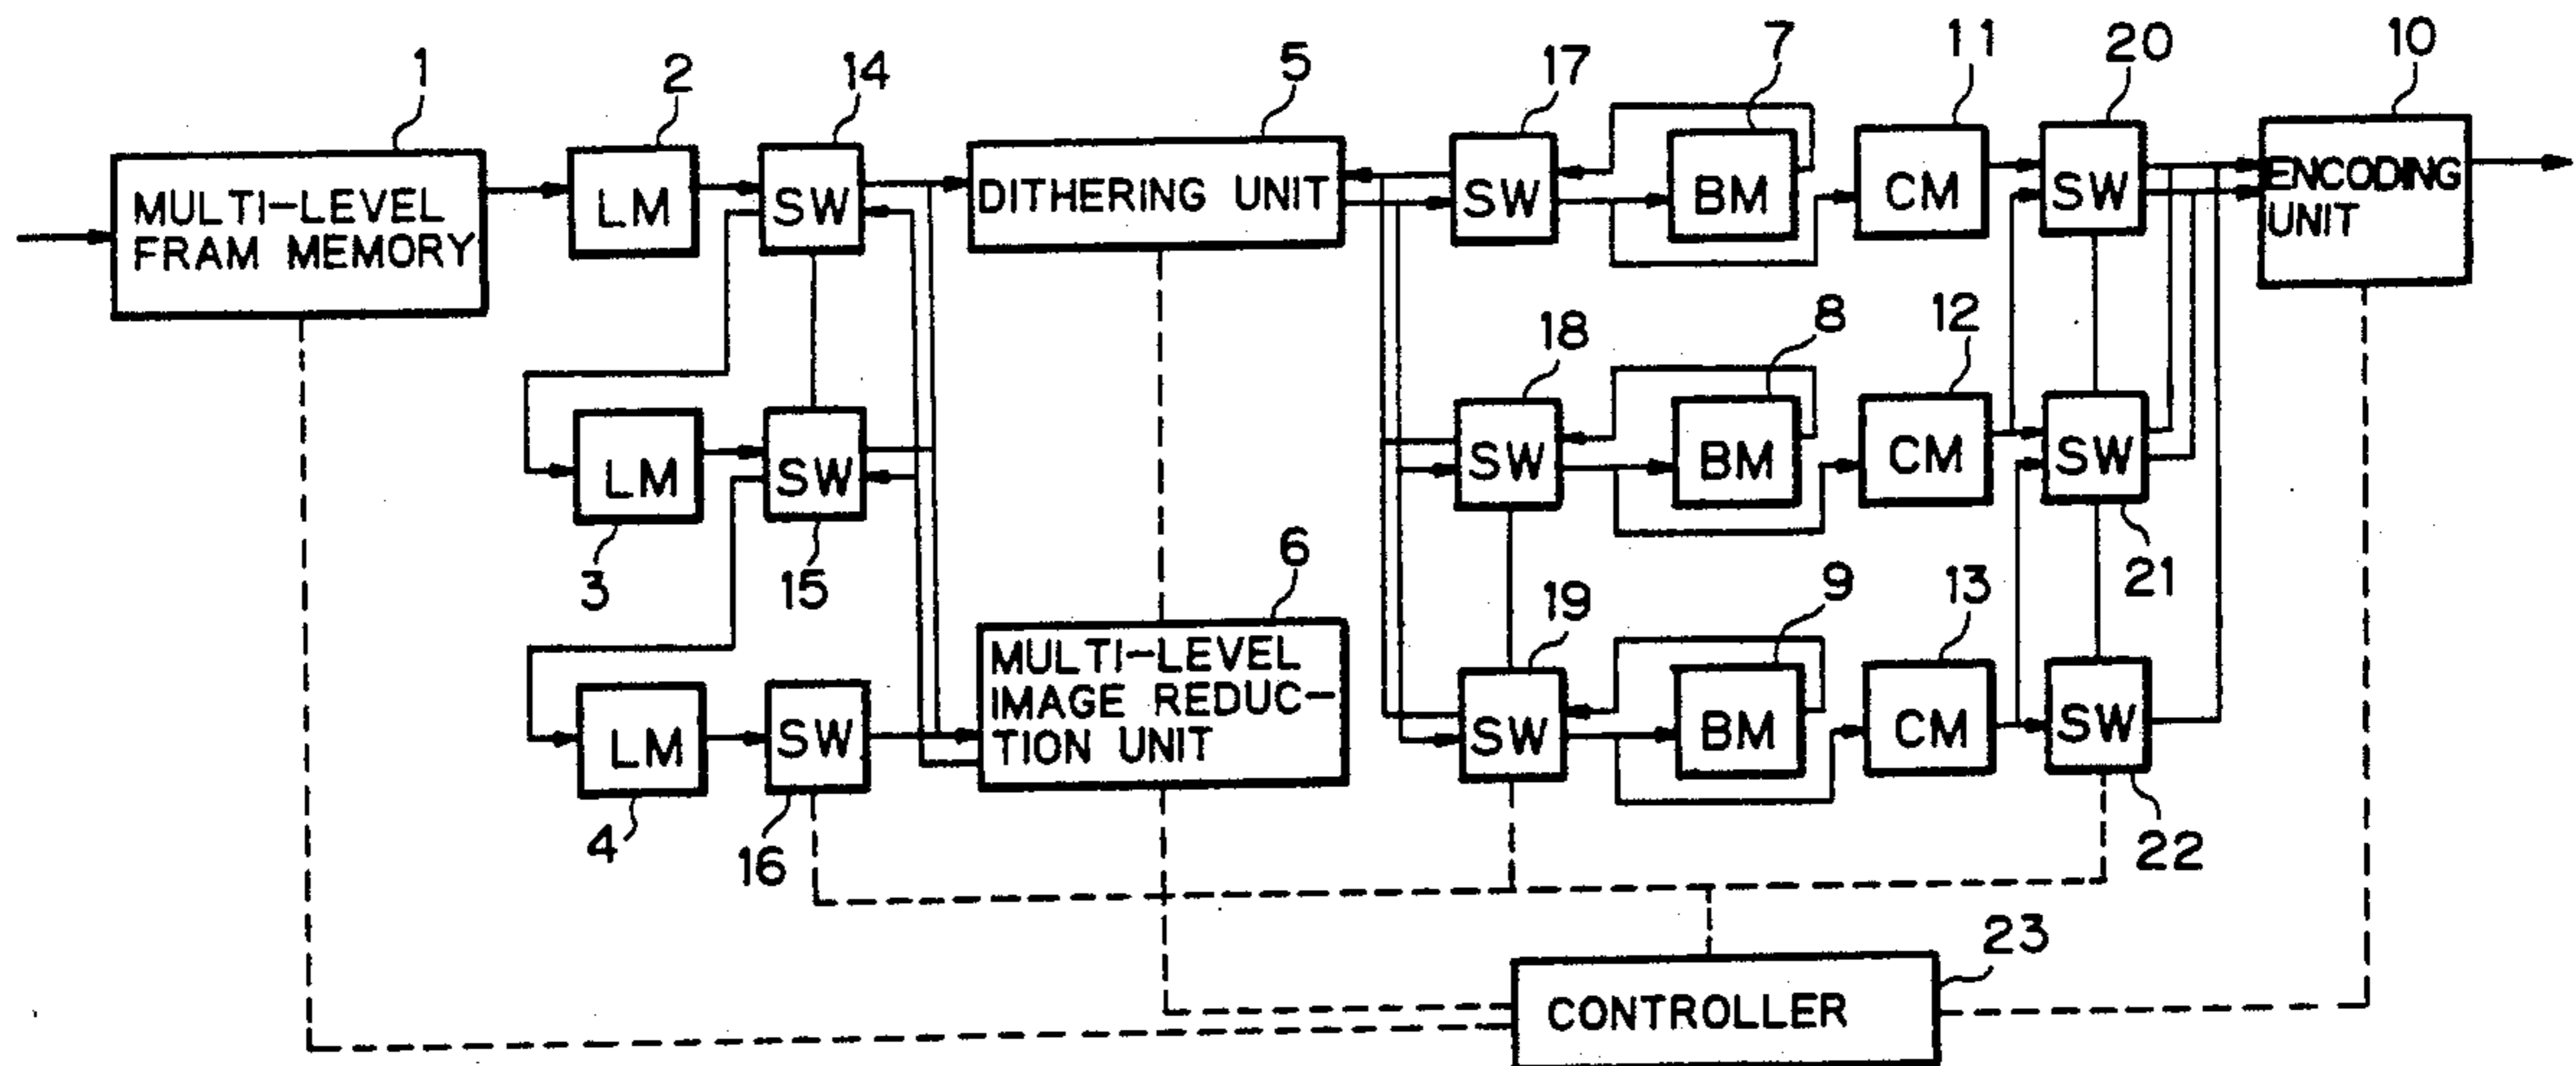 1
2
14
5
17
7
11
20
10
MULTI-LEVEL
FRAM MEMORY
LM
SW
DITHERING UNIT
SW
BM
CM
SW
ENCODING
UNIT
18
8
12
LM
SW
SW
BM
CM
SW
3
15
6
19
9
13
21
LM
SW
MULTI-LEVEL
IMAGE REDUC-
TION UNIT
SW
BM
CM
SW
4
16
22
23
CONTROLLER